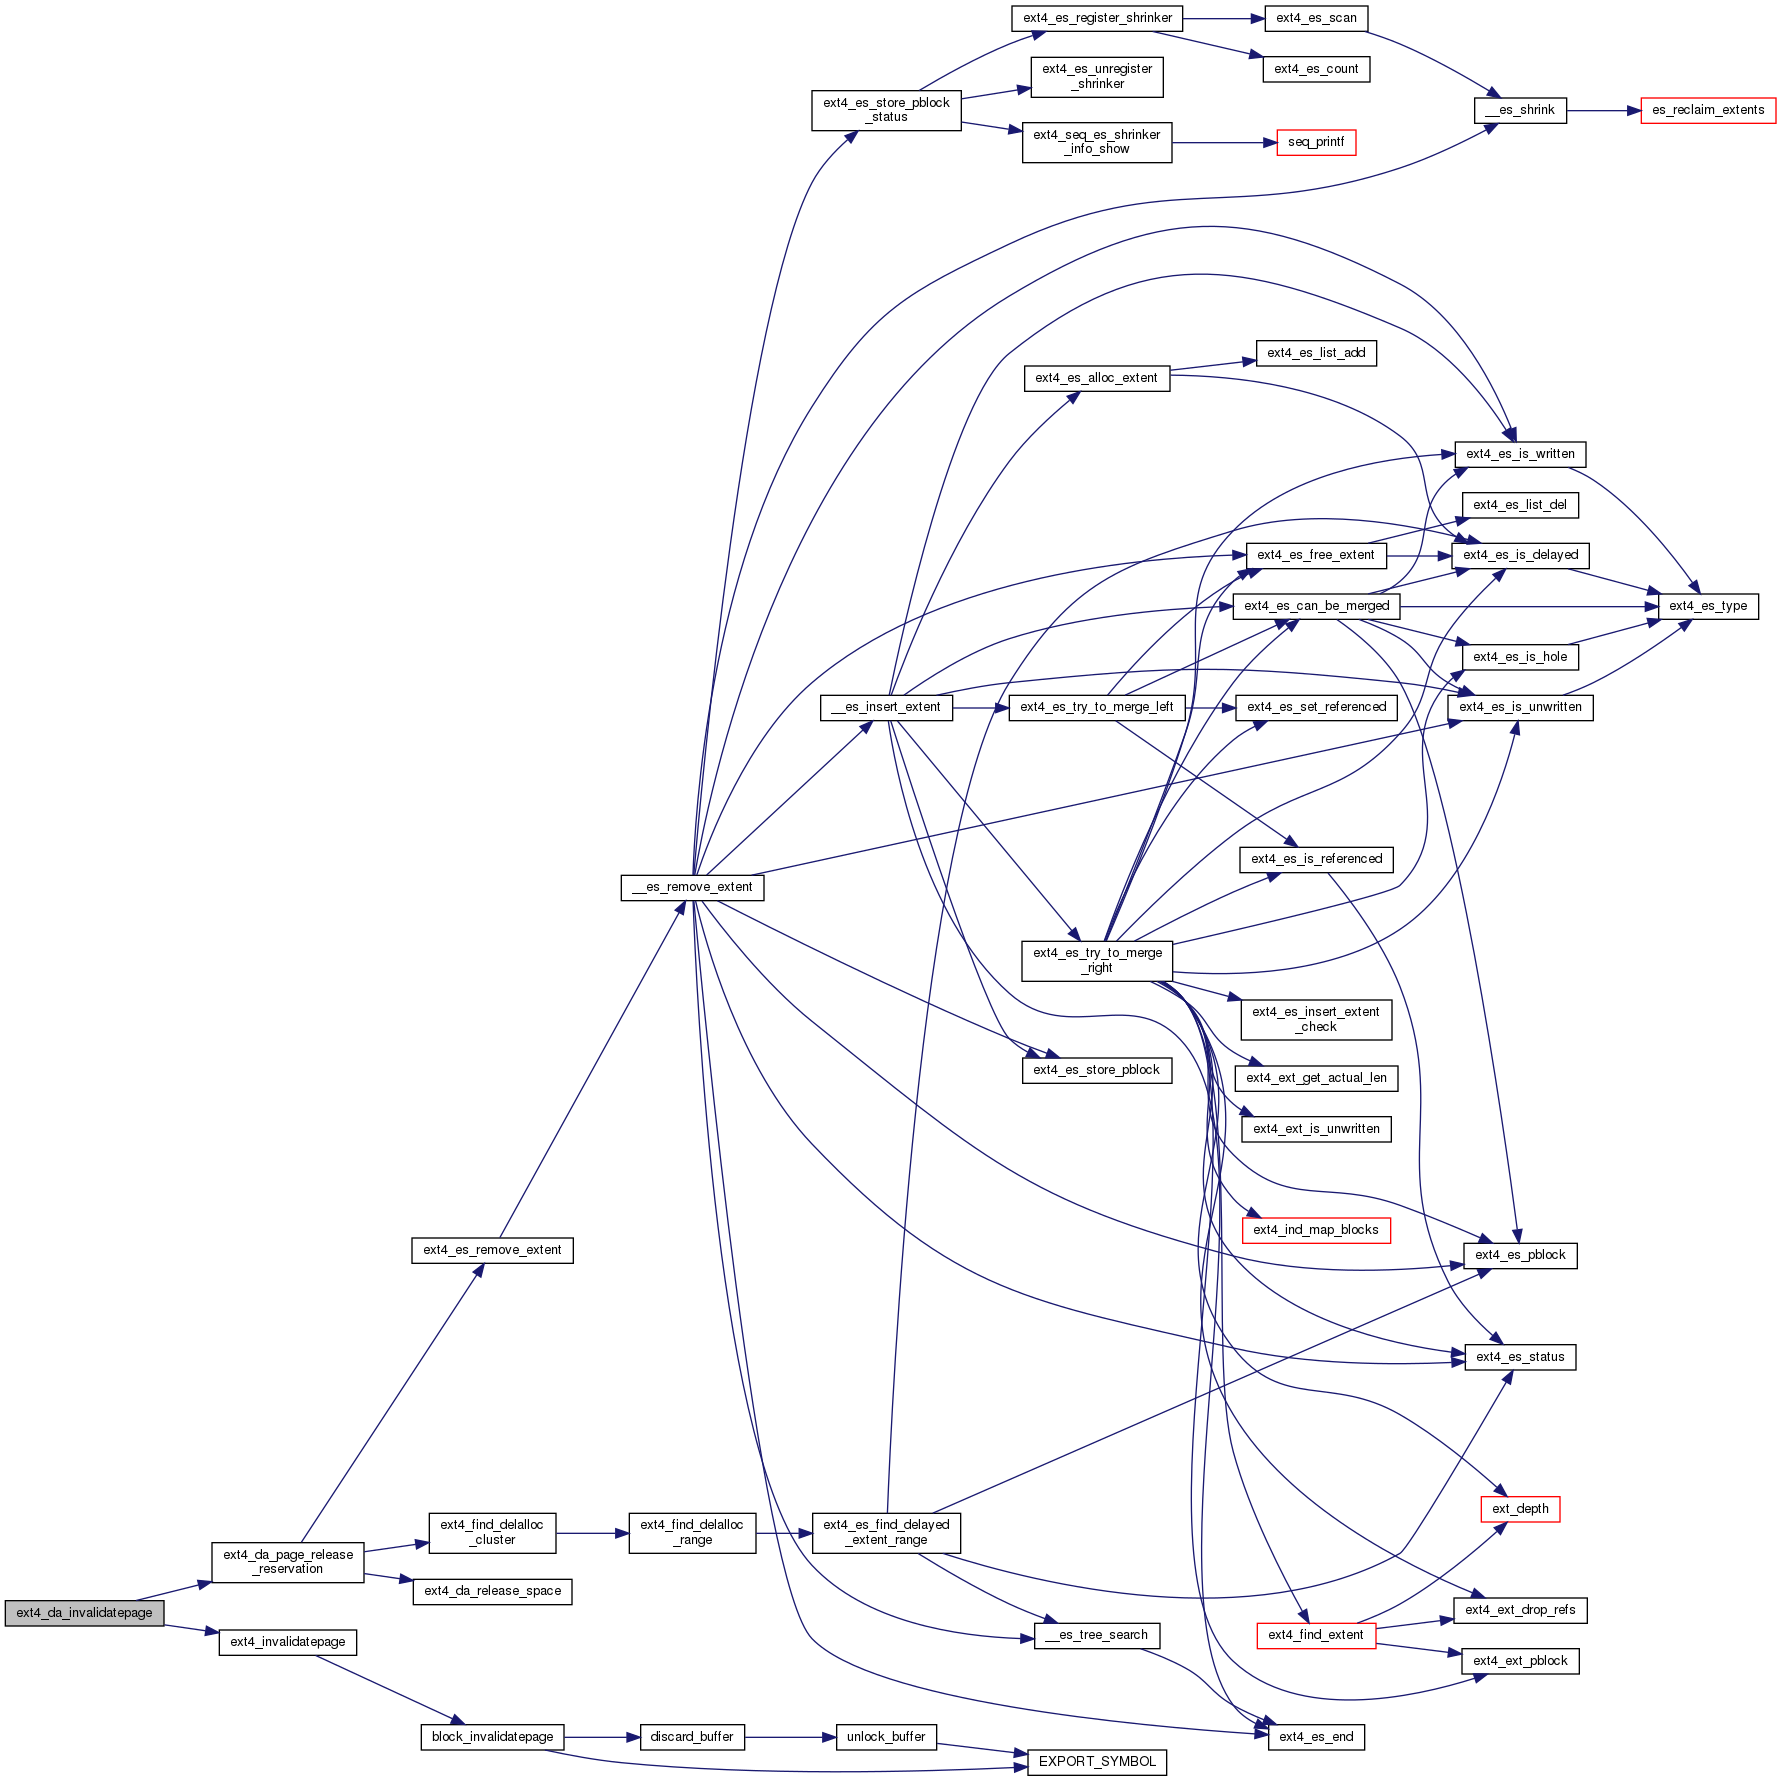 ext4_es_register_shrinker
ext4_es_scan
ext4_es_count
ext4_es_unregister
_shrinker
ext4_es_store_pblock
_status
__es_shrink
es_reclaim_extents
ext4_seq_es_shrinker
_info_show
seq_printf
ext4_es_list_add
ext4_es_alloc_extent
ext4_es_is_written
ext4_es_list_del
ext4_es_free_extent
ext4_es_is_delayed
ext4_es_can_be_merged
ext4_es_type
ext4_es_is_hole
__es_insert_extent
ext4_es_try_to_merge_left
ext4_es_set_referenced
ext4_es_is_unwritten
ext4_es_is_referenced
__es_remove_extent
ext4_es_try_to_merge
_right
ext4_es_insert_extent
_check
ext4_es_store_pblock
ext4_ext_get_actual_len
ext4_ext_is_unwritten
ext4_ind_map_blocks
ext4_es_remove_extent
ext4_es_pblock
ext4_es_status
ext_depth
ext4_find_delalloc
_cluster
ext4_find_delalloc
_range
ext4_es_find_delayed
_extent_range
ext4_da_page_release
_reservation
ext4_da_release_space
ext4_da_invalidatepage
ext4_ext_drop_refs
ext4_invalidatepage
__es_tree_search
ext4_find_extent
ext4_ext_pblock
block_invalidatepage
discard_buffer
unlock_buffer
ext4_es_end
EXPORT_SYMBOL